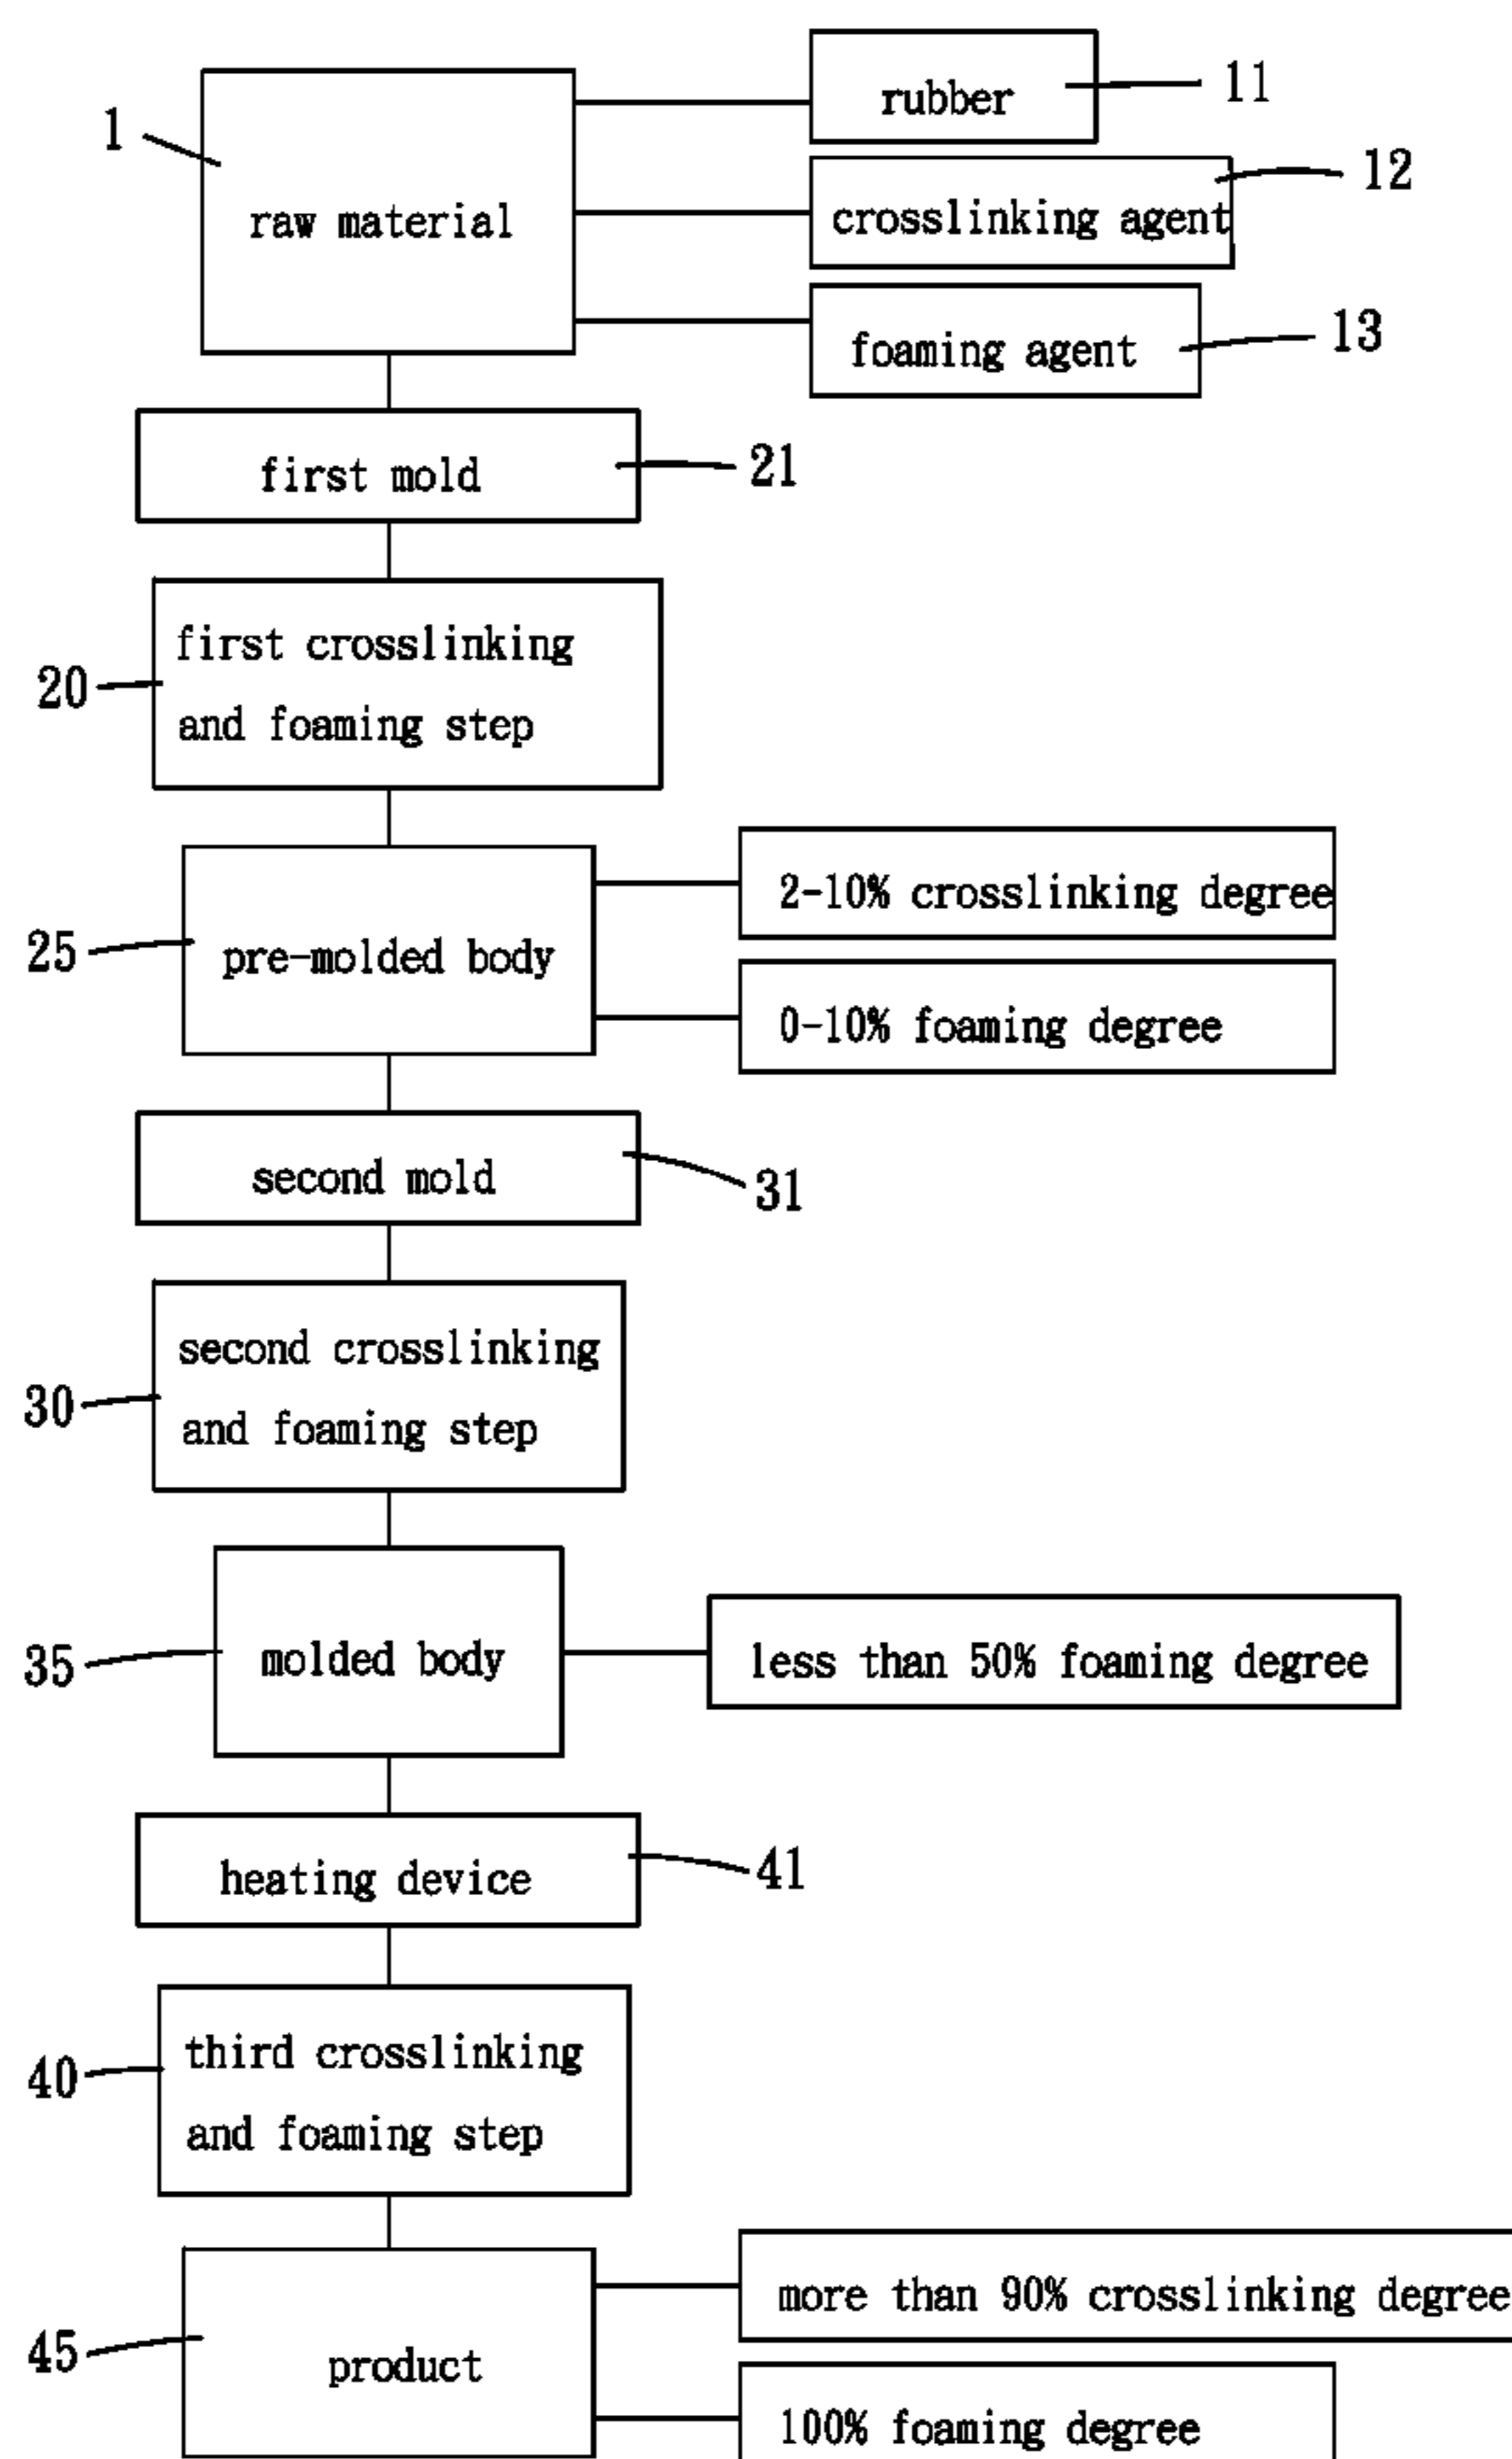 rubber
11
1
raw material
crosslinking agent
12
foaming agent
13
first mold
21
first crosslinking
and foaming step
20
2-10% crosslinking degree
25
pre-molded body
0-10% foaming degree
second mold
31
second crosslinking
and foaming step
30
35
molded body
less than 50% foaming degree
heating device
41
third crosslinking
and foaming step
40
more than 90% crosslinking degree
45
product
100% foaming degree